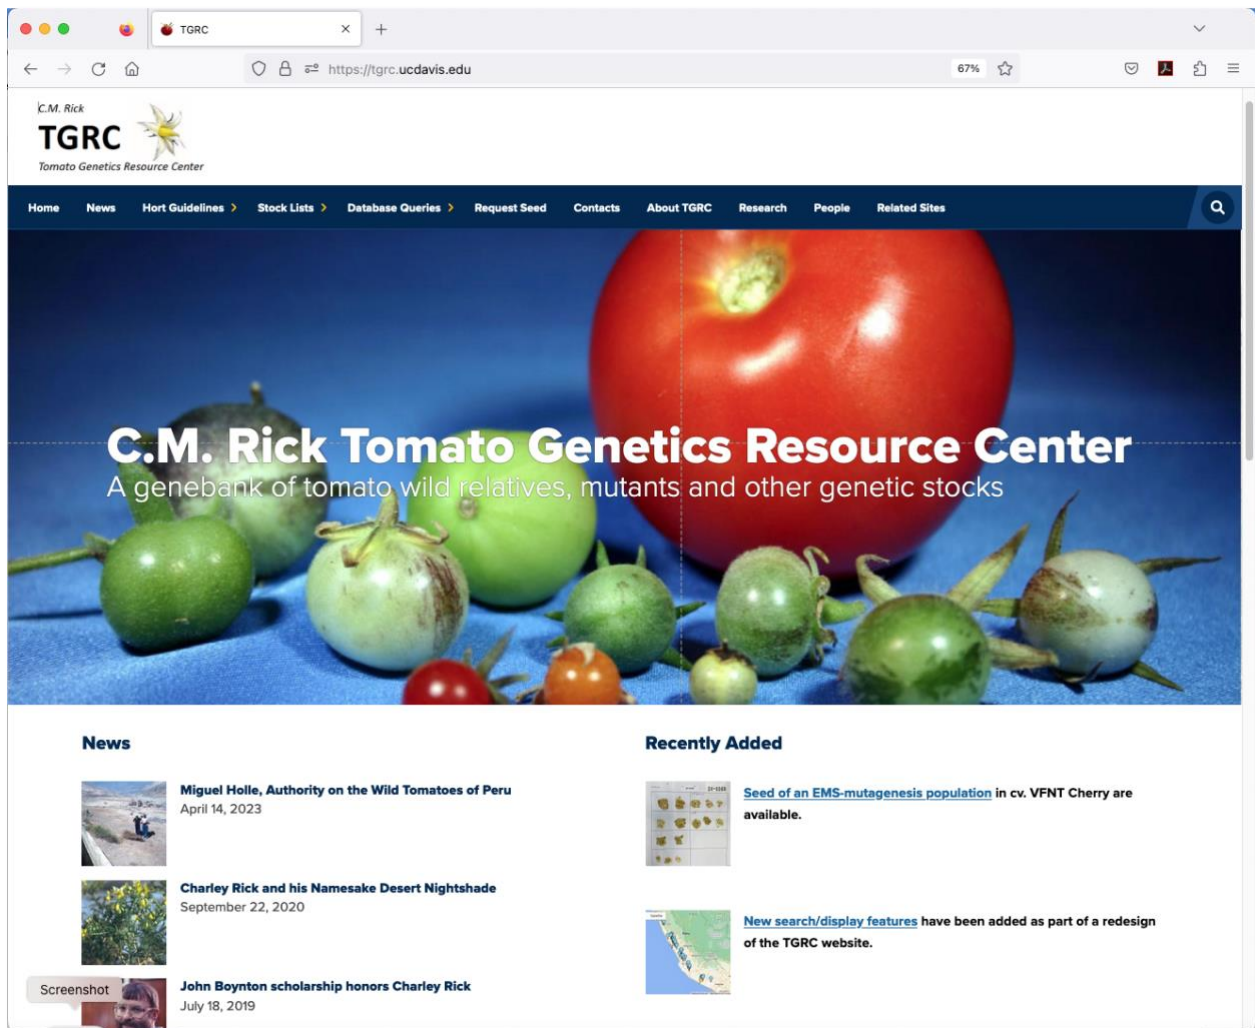 TGRC
https://tgrc.ucdavis.edu
67%
C.M. Rick
TGRC
Tomato Genetics Resource Center
Home News Hort Guidelines Stock Lists Database Queries Request Seed Contacts About TGRC Research People Related Sites
C.M. Rick Tomato Genetics Resource Center
A genebank of tomato wild relatives, mutants and other genetic stocks
News
Miguel Holle, Authority on the Wild Tomatoes of Peru
April 14, 2023
Charley Rick and his Namesake Desert Nightshade
September 22, 2020
John Boynton scholarship honors Charley Rick
July 18, 2019
Screenshot
Recently Added
Seed of an EMS-mutagenesis population in cv. VFNT Cherry are
available.
New search/display features have been added as part of a redesign
of the TGRC website.